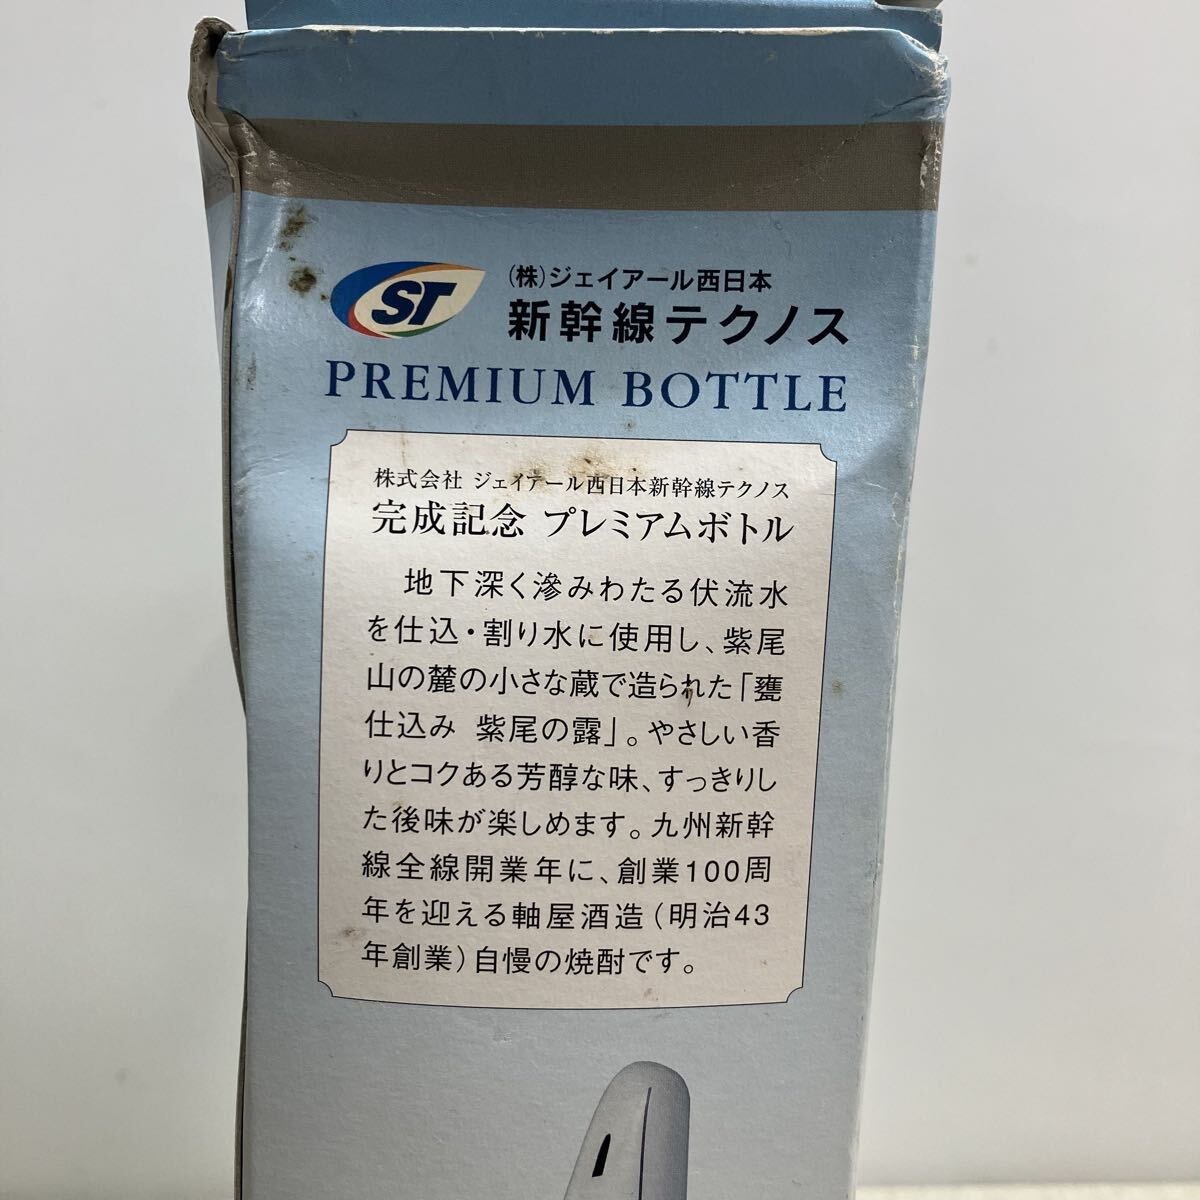 ST
(株)ジェイアール西日本
新幹線テクノス
PREMIUM BOTTLE
株式会社 ジェイアール西日本新幹線テクノス
完成記念 プレミアムボトル
地下深く滲みわたる伏流水
を仕込・割り水に使用し、紫尾
山の麓の小さな蔵で造られた「甕
仕込み 紫尾の露」。やさしい香
りとコクある芳醇な味、すっきりし
た後味が楽しめます。九州新幹
線全線開業年に、創業100周
年を迎える軸屋酒造(明治43
年創業)自慢の焼酎です。